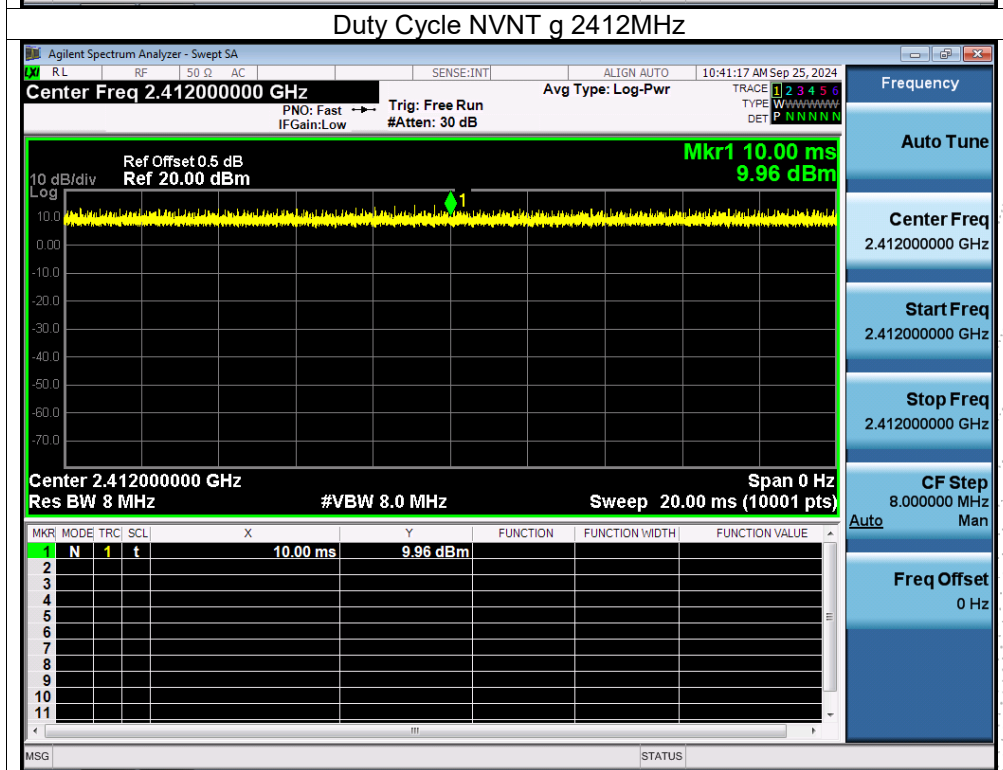 Duty Cycle NVNT g 2412MHz
Agilent Spectrum Analyzer - Swept SA
LXI RL RF 50 Ω AC SENSE:INT ALIGN AUTO 10:41:17 AM Sep 25, 2024
Center Freq 2.412000000 GHz
PNO: Fast
IFGain:Low
Trig: Free Run
#Atten: 30 dB
Avg Type: Log-Pwr
TRACE 1 2 3 4 5 6
TYPE WWWWWW
DET P N N N N N
Frequency
Auto Tune
Center Freq
2.412000000 GHz
Start Freq
2.412000000 GHz
Stop Freq
2.412000000 GHz
CF Step
8.000000 MHz
Auto Man
Freq Offset
0 Hz
Mkr1 10.00 ms
9.96 dBm
Ref Offset 0.5 dB
10 dB/div Ref 20.00 dBm
Log
1
10.0
0.00
-10.0
-20.0
-30.0
-40.0
-50.0
-60.0
-70.0
Center 2.412000000 GHz Span 0 Hz
Res BW 8 MHz #VBW 8.0 MHz Sweep 20.00 ms (10001 pts)
MKR MODE TRC SCL X Y FUNCTION FUNCTION WIDTH FUNCTION VALUE
1 N 1 t 10.00 ms 9.96 dBm
2
3
4
5
6
7
8
9
10
11
MSG STATUS